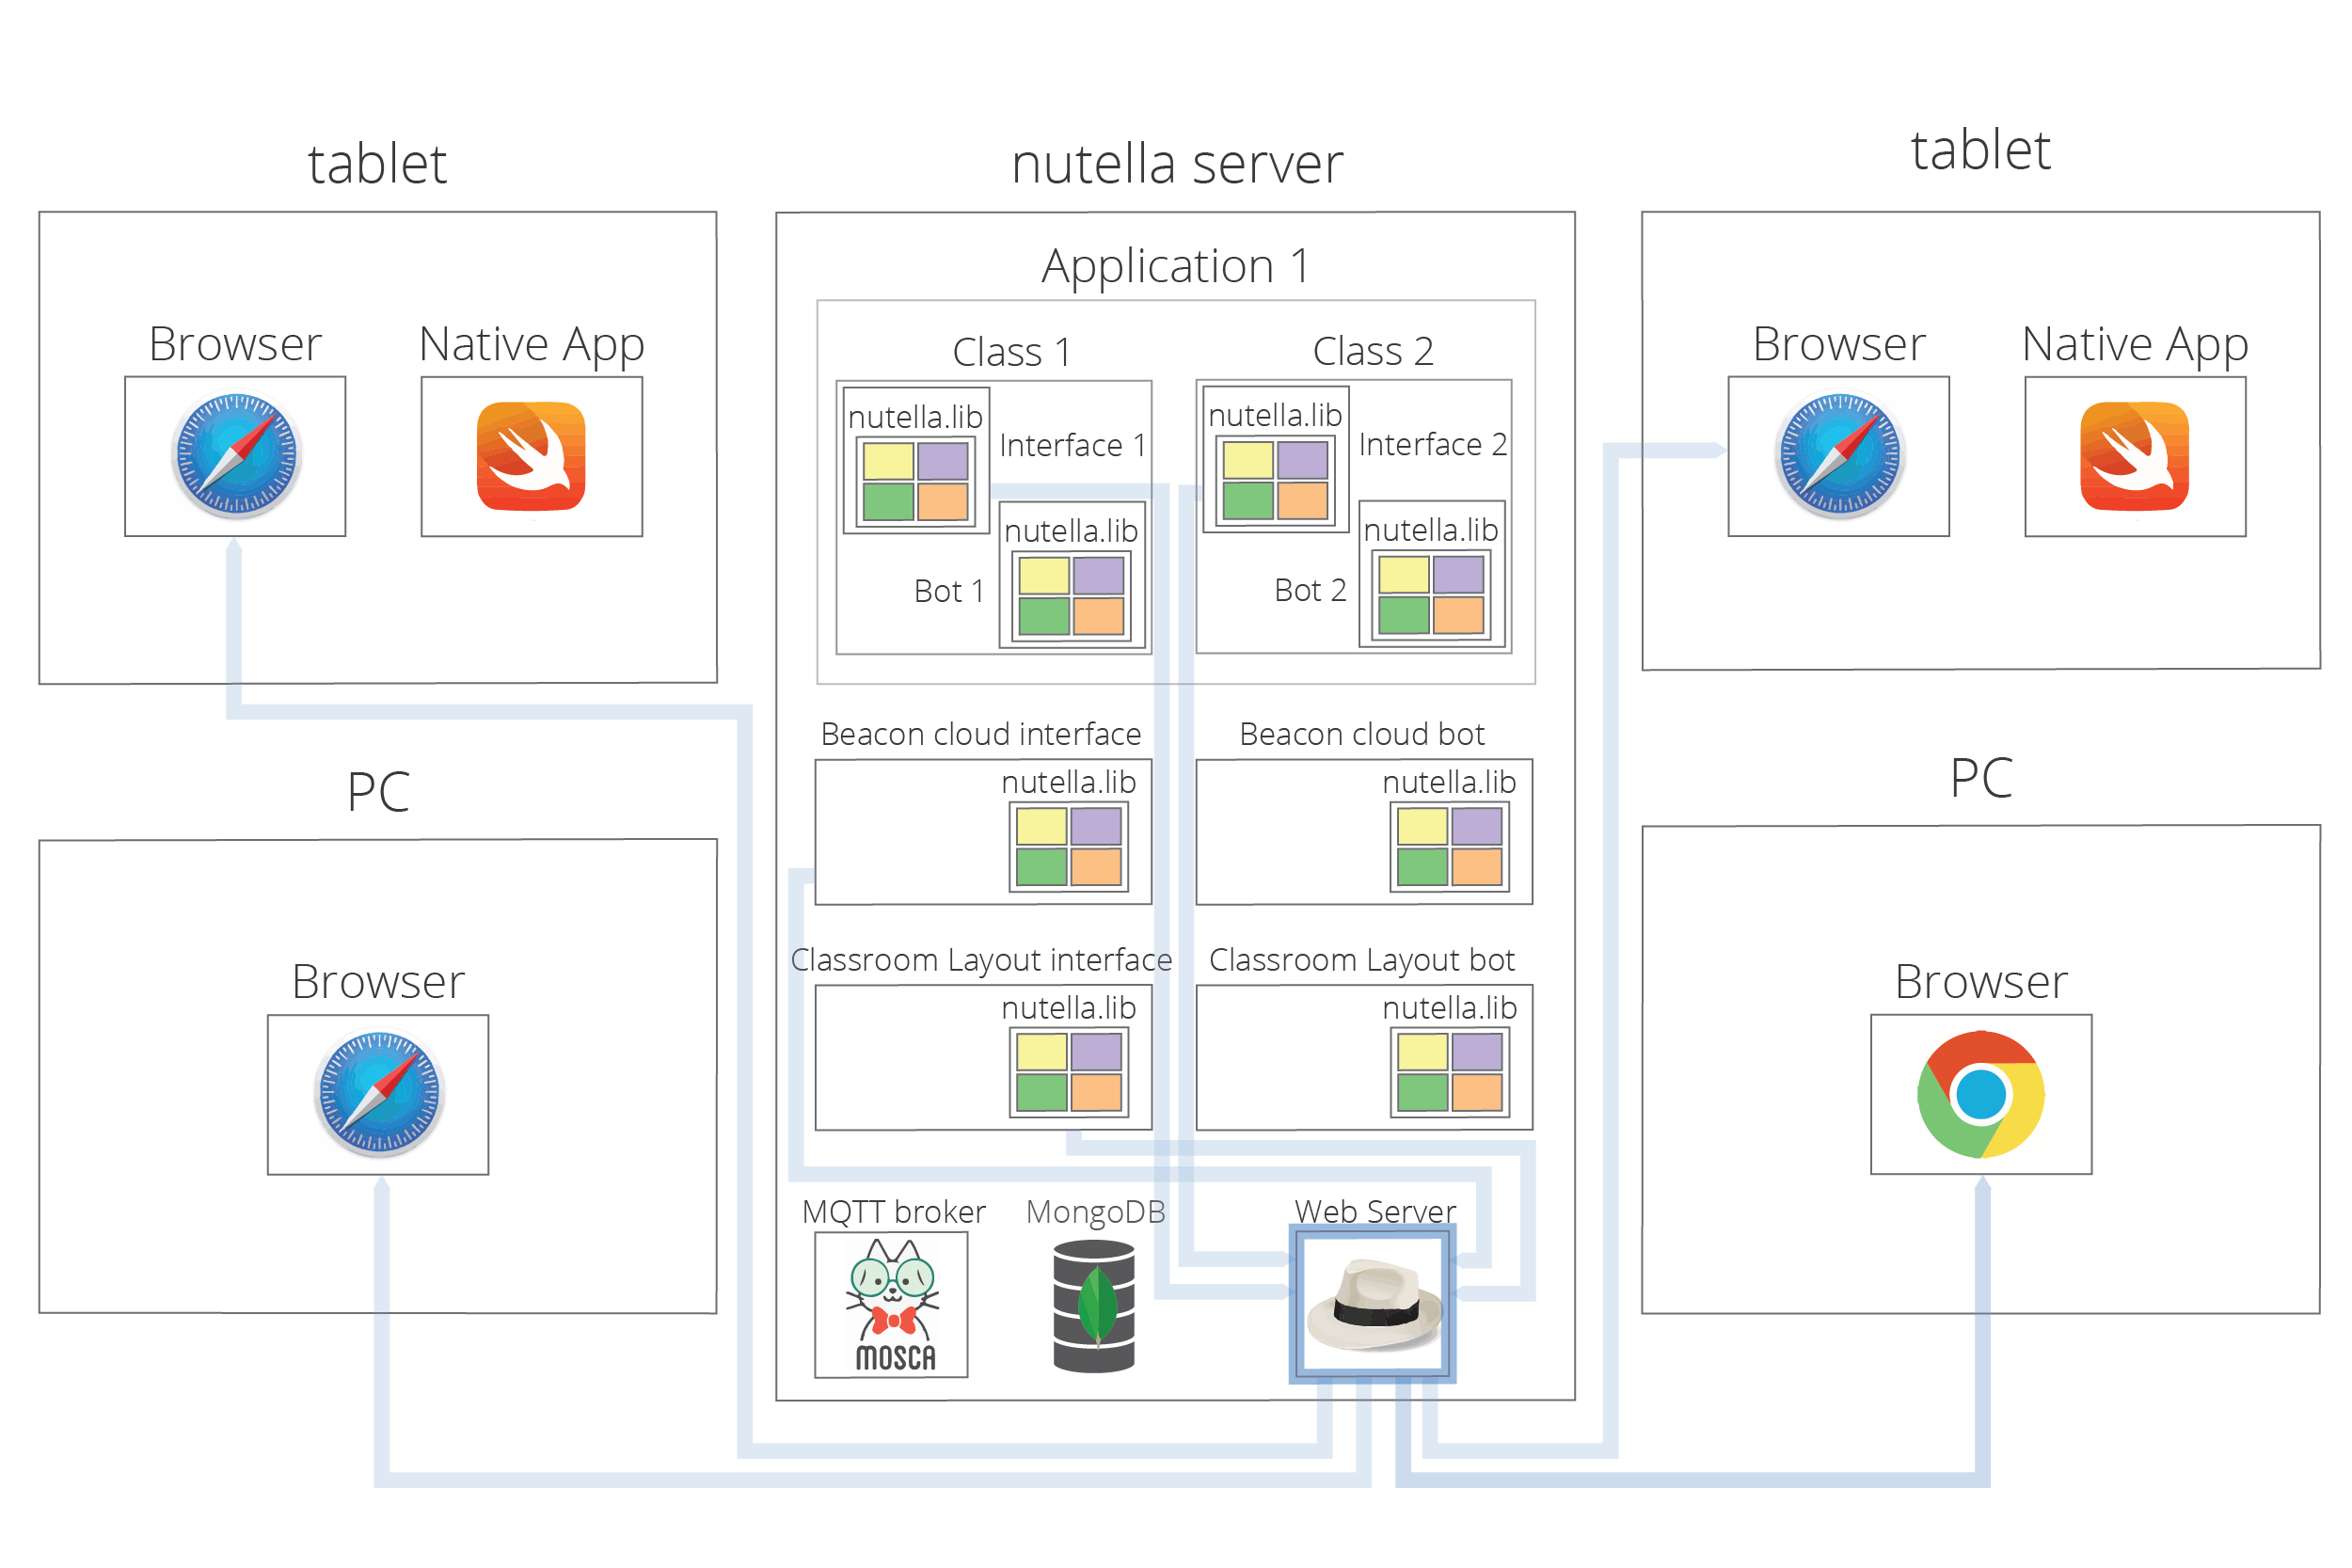 tablet
nutella server
tablet
Application 1
Browser
Native App
Class 1
Class 2
Browser
Native App
nutella.lib
Interface 1
nutella.lib
Interface 2
nutella.lib
Bot 1
nutella.lib
Bot 2
Beacon cloud interface
Beacon cloud bot
PC
nutella.lib
nutella.lib
PC
Classroom Layout interface
Classroom Layout bot
Browser
nutella.lib
nutella.lib
Browser
MQTT broker
MongoDB
Web Server
MOSCA